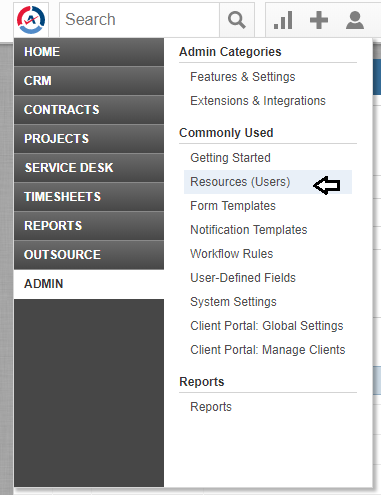 Search
HOME
CRM
CONTRACTS
PROJECTS
SERVICE DESK
TIMESHEETS
REPORTS
OUTSOURCE
ADMIN
Admin Categories
Features & Settings
Extensions & Integrations
Commonly Used
Getting Started
Resources (Users)
Form Templates
Notification Templates
Workflow Rules
User-Defined Fields
System Settings
Client Portal: Global Settings
Client Portal: Manage Clients
Reports
Reports